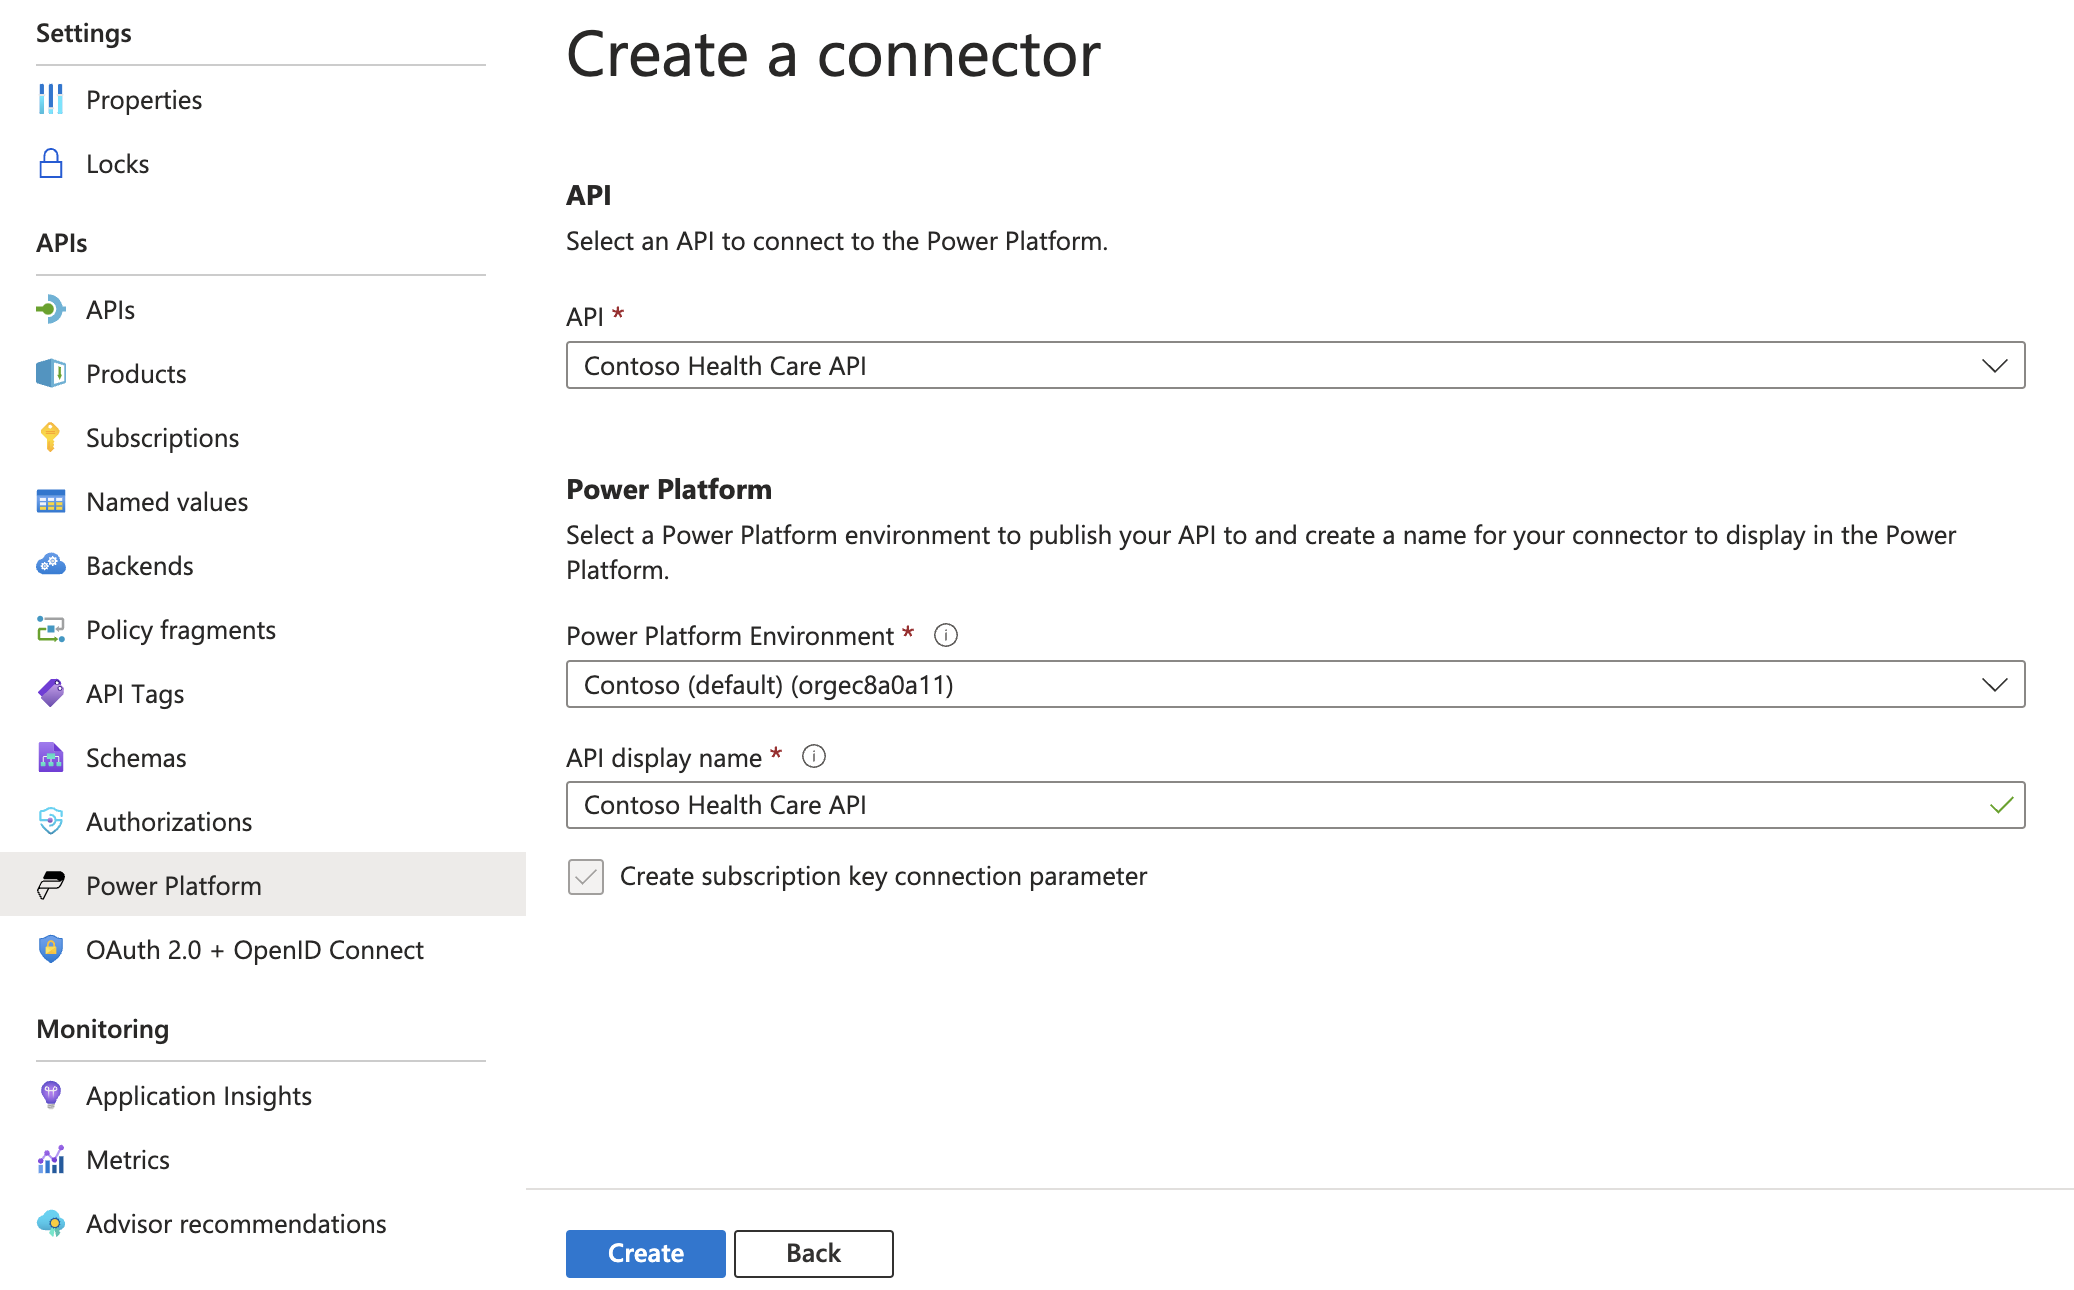 Settings
Properties
Locks
APIs
APIs
Products
Subscriptions
Named values
Backends
Policy fragments
API Tags
Schemas
Authorizations
Power Platform
OAuth 2.0 + OpenID Connect
Monitoring
Application Insights
Metrics
Advisor recommendations
Create a connector
API
Select an API to connect to the Power Platform.
API *
Contoso Health Care API
Power Platform
Select a Power Platform environment to publish your API to and create a name for your connector to display in the Power
Platform.
Power Platform Environment *
Contoso (default) (orgec8a0a11)
API display name *
Contoso Health Care API
Create subscription key connection parameter
Create
Back